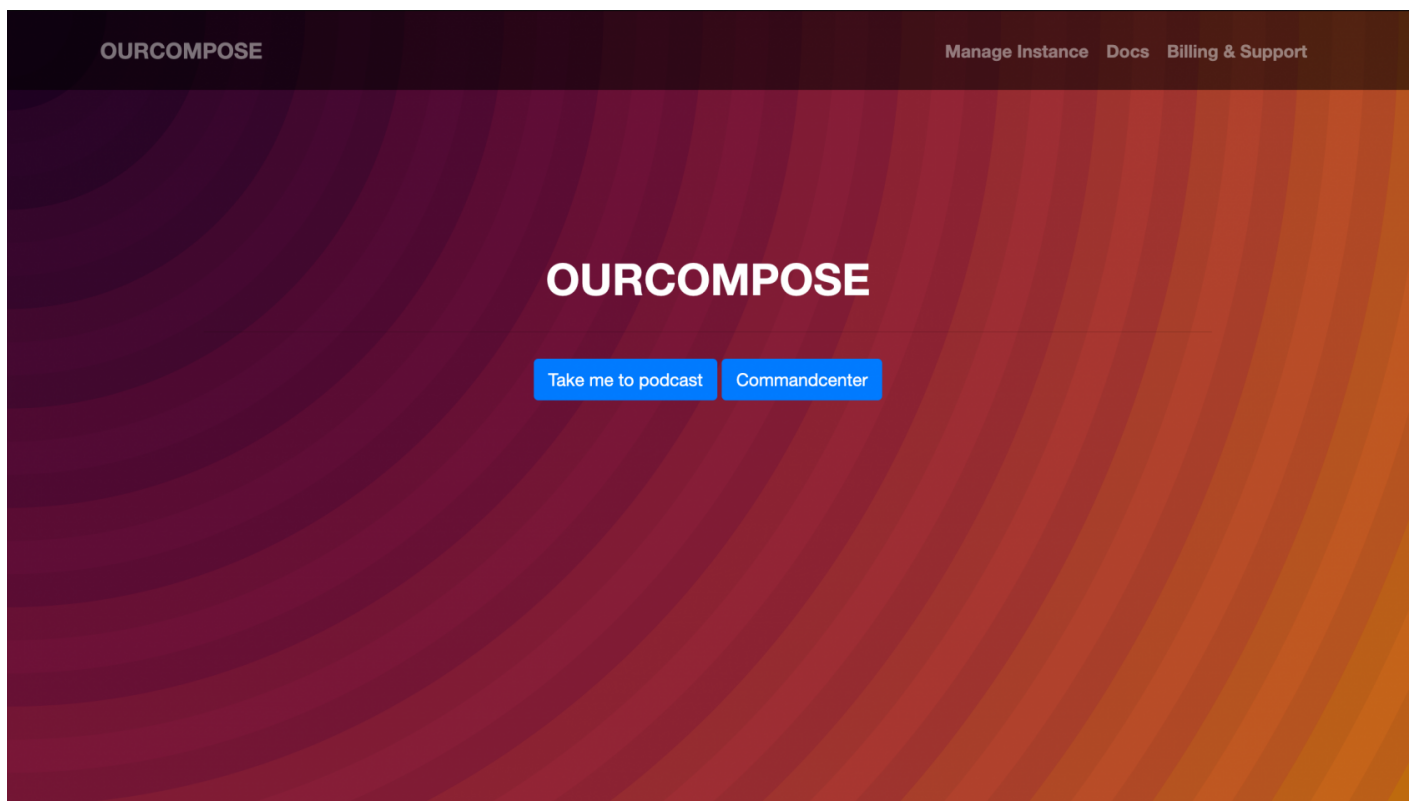 OURCOMPOSE Manage Instance Docs Billing & Support
OURCOMPOSE
Take me to podcast Commandcenter